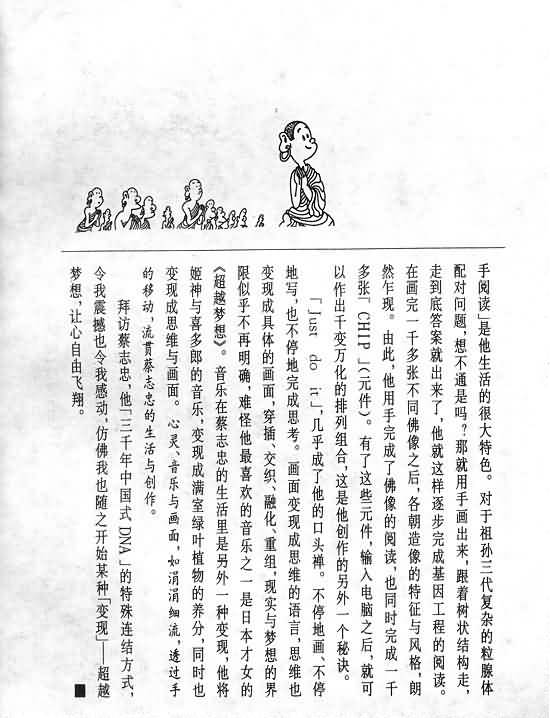 手阅读」是他生活的很大特色。对于祖孙三代复杂的粒腺体
配对问题，想不通是吗？那就用手画出来，跟着树状结构走，
走到底答案就出来了，他就这样逐步完成基因工程的阅读。
在画完一千多张不同佛像之后，各朝造像的特征与风格，朗
然乍现。由此，他用手完成了佛像的阅读，也同时完成一千
多张「CHIP」（元件）。有了这些元件，输入电脑之后，就可
以作出千变万化的排列组合，这是他创作的另外一个秘诀。
「Just do it」，几乎成了他的口头禅。不停地画、不停
地写，也不停地完成思考。画面变现成思维的语言，思维也
变现成具体的画面，穿插、交织、融化、重组，现实与梦想的界
限似乎不再明确，难怪他最喜欢的音乐之一是日本才女的
《超越梦想》。音乐在蔡志忠的生活里是另外一种变现，他将
姬神与喜多郎的音乐，变现成满室绿叶植物的养分，同时也
变现成思维与画面。心灵、音乐与画面，如涓涓细流，透过手
的移动，流贯蔡志忠的生活与创作。
拜访蔡志忠，他「三千年中国式DNA」的特殊连结方式，
令我震撼也令我感动，仿佛我也随之开始某种「变现」——超越
梦想，让心自由飞翔。